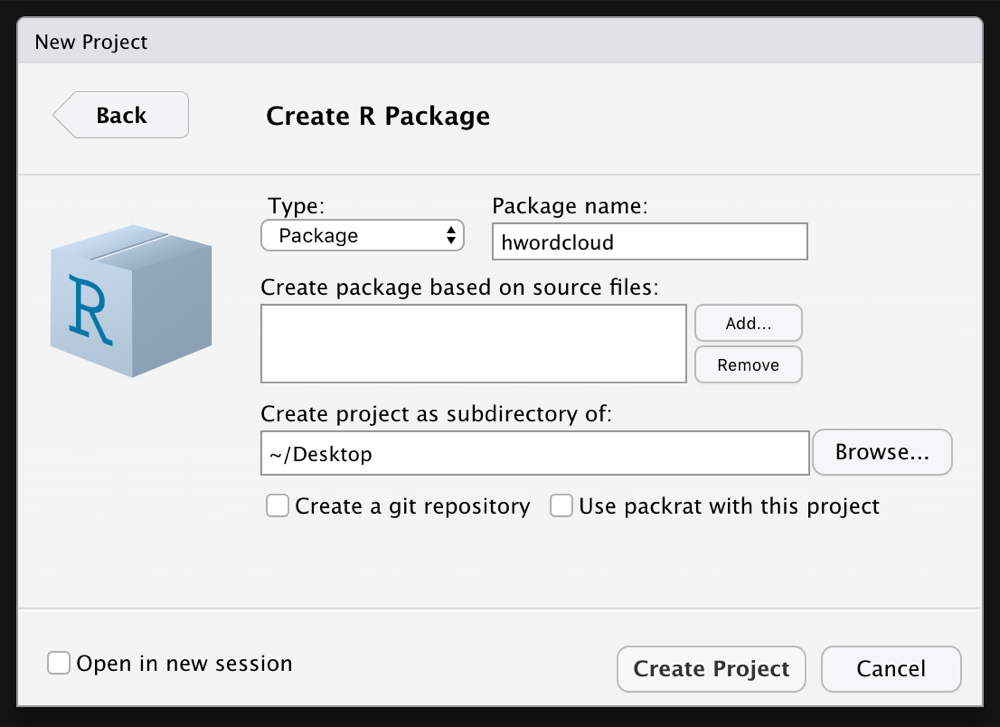 New Project
Back
Create R Package
Type:
Package name:
Package
hwordcloud
Create package based on source files:
Add...
Remove
R
Create project as subdirectory of:
~/Desktop
Browse...
Create a git repository
Use packrat with this project
Open in new session
Create Project
Cancel